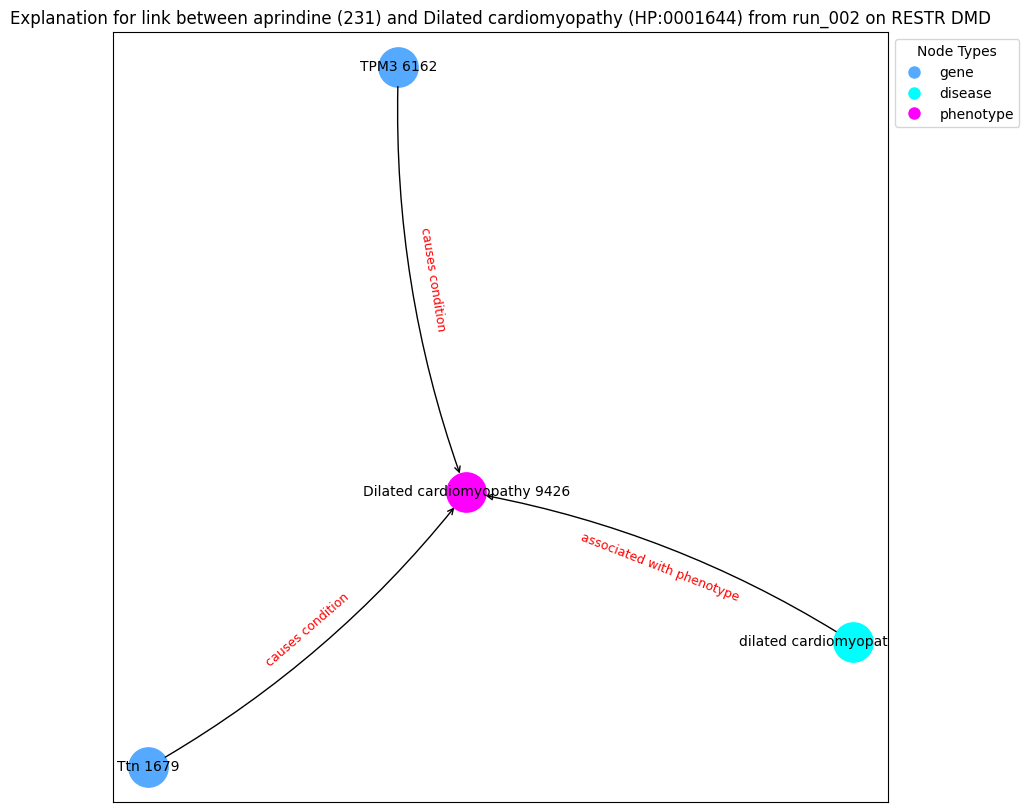 Explanation for link between aprindine (231) and Dilated cardiomyopathy (HP:0001644) from run_002 on RESTR DMD
Node Types
gene
disease
phenotype
TPM3 6162
causes condition
Dilated cardiomyopathy 9426
associated with phenotype
causes condition
dilated cardiomyopat
Ttn 1679